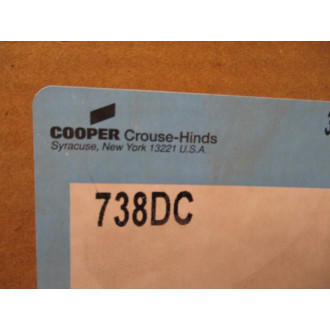 COOPER Crouse-Hinds
Syracuse, New York 13221 U.S.A.
738DC